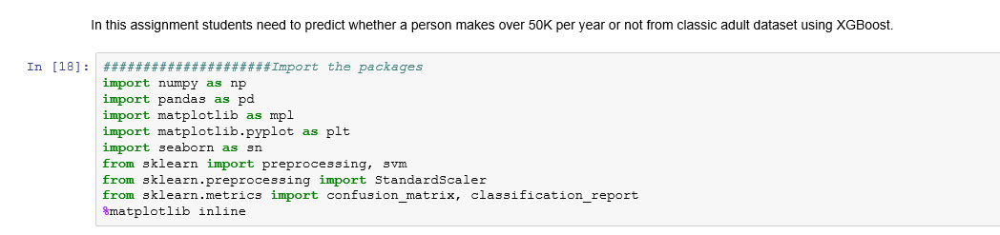 In this assignment students need to predict whether a person makes over 50K per year or not from classic adult dataset using XGBoost.
In [18]: #####################Import the packages
import numpy as np
import pandas as pd
import matplotlib as mpl
import matplotlib.pyplot as plt
import seaborn as sn
from sklearn import preprocessing, svm
from sklearn.preprocessing import StandardScaler
from sklearn.metrics import confusion_matrix, classification_report
%matplotlib inline